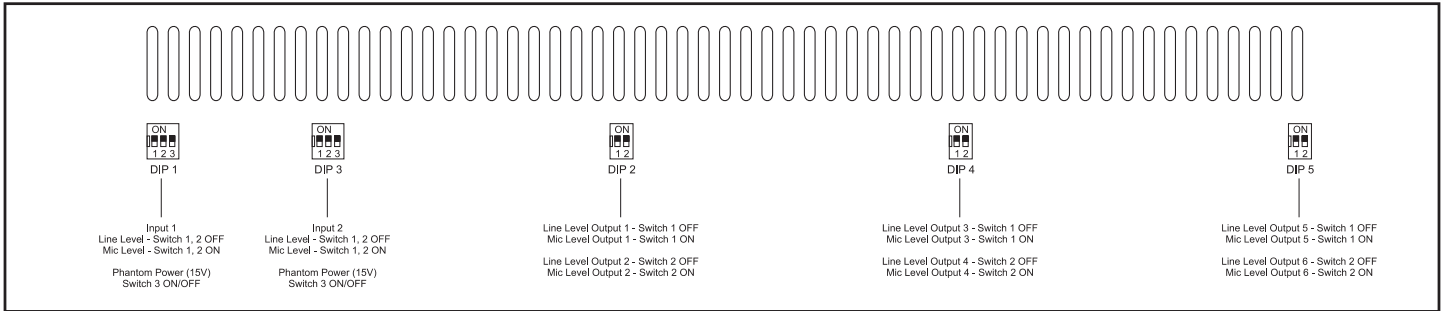 ON
1 2 3
DIP 1
Input 1
Line Level - Switch 1, 2 OFF
Mic Level - Switch 1, 2 ON
Phantom Power (15V)
Switch 3 ON/OFF
ON
1 2 3
DIP 3
Input 2
Line Level - Switch 1, 2 OFF
Mic Level - Switch 1, 2 ON
Phantom Power (15V)
Switch 3 ON/OFF
ON
1 2
DIP 2
Line Level Output 1 - Switch 1 OFF
Mic Level Output 1 - Switch 1 ON
Line Level Output 2 - Switch 2 OFF
Mic Level Output 2 - Switch 2 ON
ON
1 2
DIP 4
Line Level Output 3 - Switch 1 OFF
Mic Level Output 3 - Switch 1 ON
Line Level Output 4 - Switch 2 OFF
Mic Level Output 4 - Switch 2 ON
ON
1 2
DIP 5
Line Level Output 5 - Switch 1 OFF
Mic Level Output 5 - Switch 1 ON
Line Level Output 6 - Switch 2 OFF
Mic Level Output 6 - Switch 2 ON